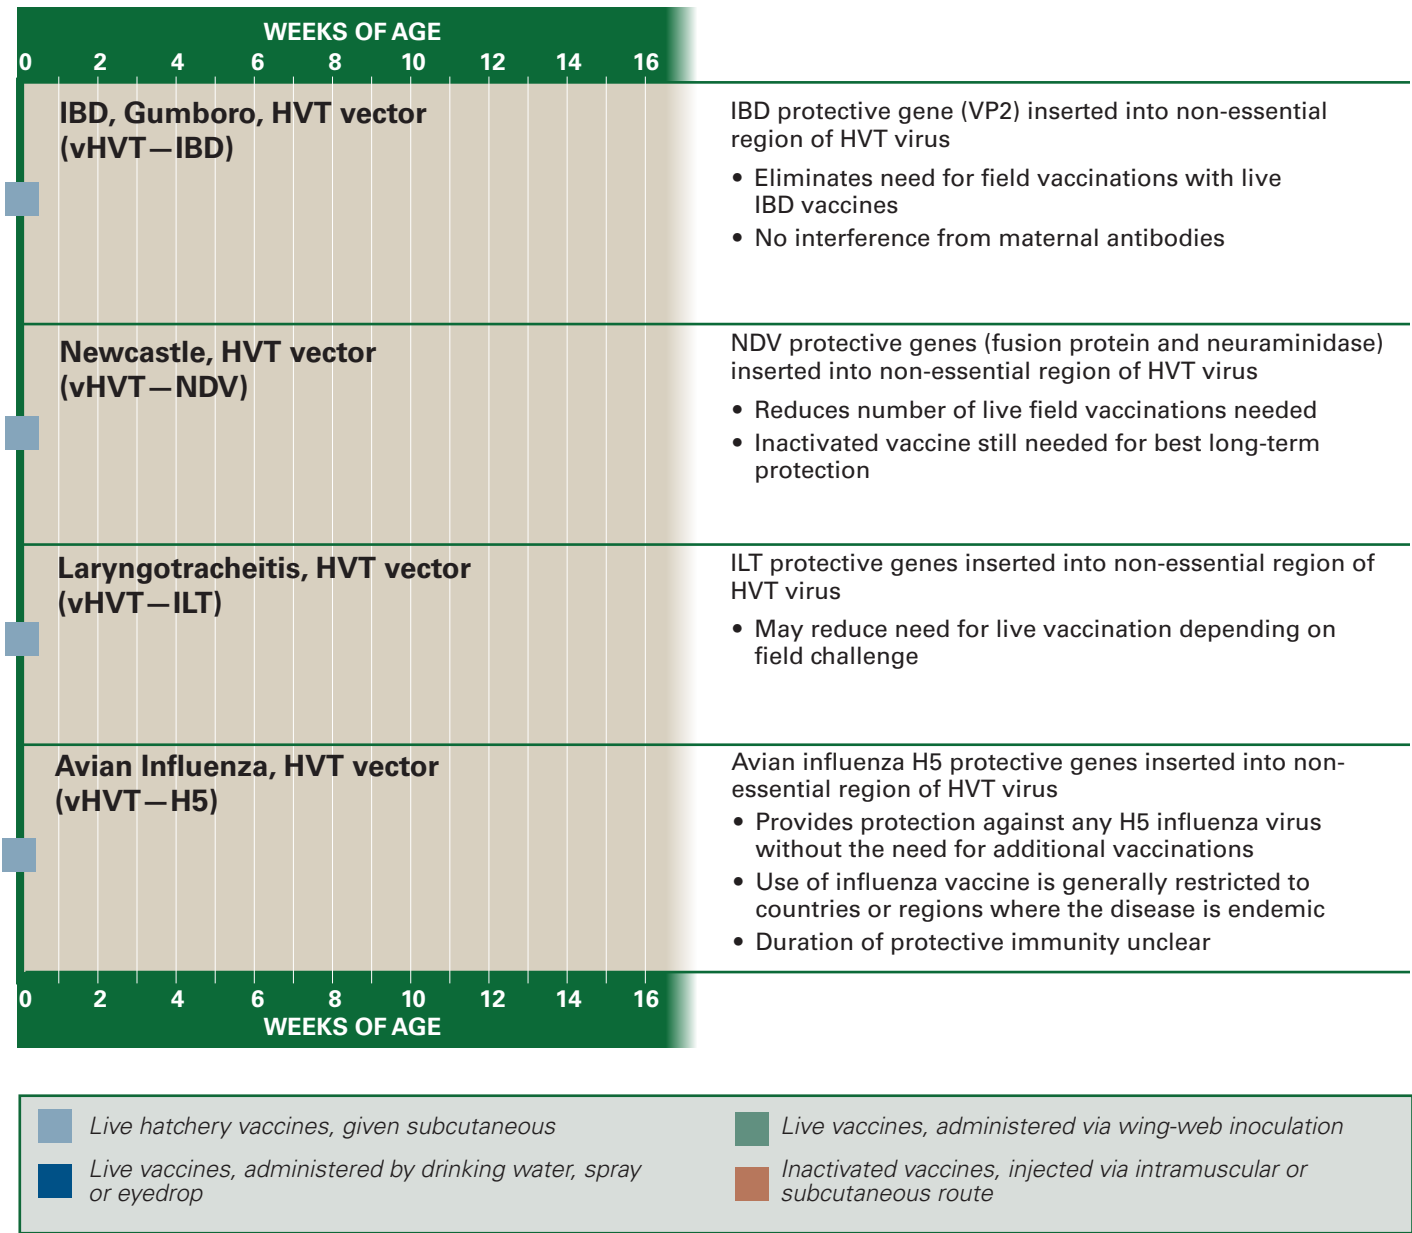 WEEKS OF AGE
0 2 4 6 8 10 12 14 16
IBD, Gumboro, HVT vector
(vHVT—IBD)
IBD protective gene (VP2) inserted into non-essential
region of HVT virus
• Eliminates need for field vaccinations with live
IBD vaccines
• No interference from maternal antibodies
Newcastle, HVT vector
(vHVT—NDV)
NDV protective genes (fusion protein and neuraminidase)
inserted into non-essential region of HVT virus
• Reduces number of live field vaccinations needed
• Inactivated vaccine still needed for best long-term
protection
Laryngotracheitis, HVT vector
(vHVT—ILT)
ILT protective genes inserted into non-essential region of
HVT virus
• May reduce need for live vaccination depending on
field challenge
Avian Influenza, HVT vector
(vHVT—H5)
Avian influenza H5 protective genes inserted into non-
essential region of HVT virus
• Provides protection against any H5 influenza virus
without the need for additional vaccinations
• Use of influenza vaccine is generally restricted to
countries or regions where the disease is endemic
• Duration of protective immunity unclear
0 2 4 6 8 10 12 14 16
WEEKS OF AGE
Live hatchery vaccines, given subcutaneous
Live vaccines, administered by drinking water, spray
or eyedrop
Live vaccines, administered via wing-web inoculation
Inactivated vaccines, injected via intramuscular or
subcutaneous route